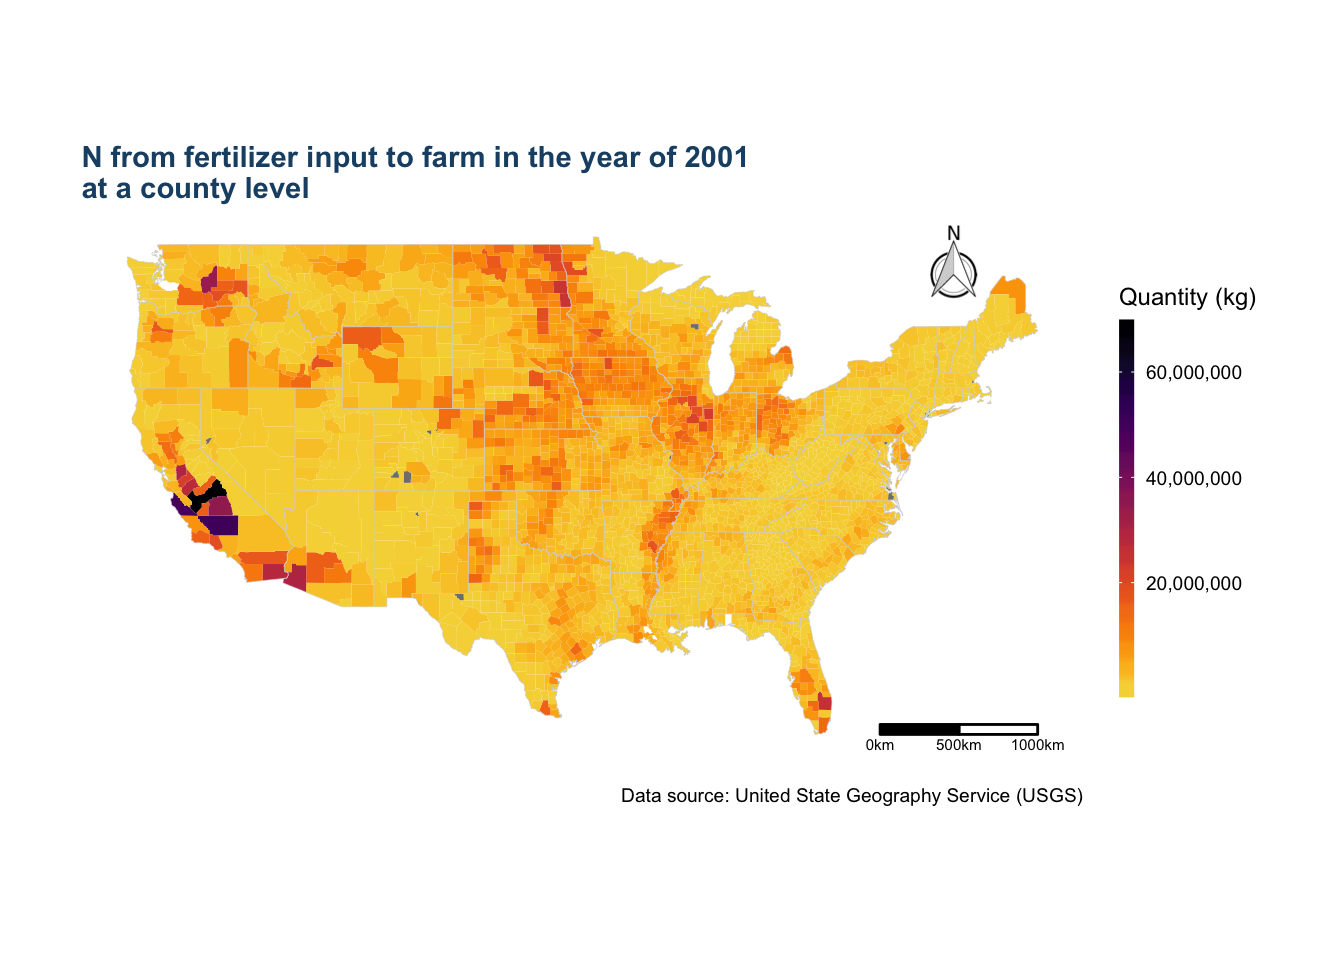 N from fertilizer input to farm in the year of 2001
at a county level
N
Quantity (kg)
60,000,000
40,000,000
20,000,000
0km 500km 1000km
Data source: United State Geography Service (USGS)